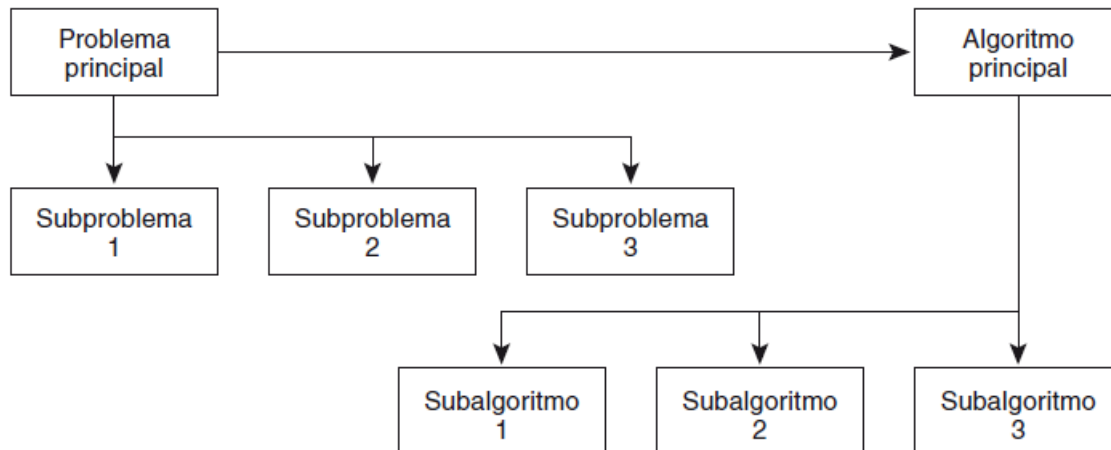 Problema
principal
Algoritmo
principal
Subproblema
1
Subproblema
2
Subproblema
3
Subalgoritmo
1
Subalgoritmo
2
Subalgoritmo
3